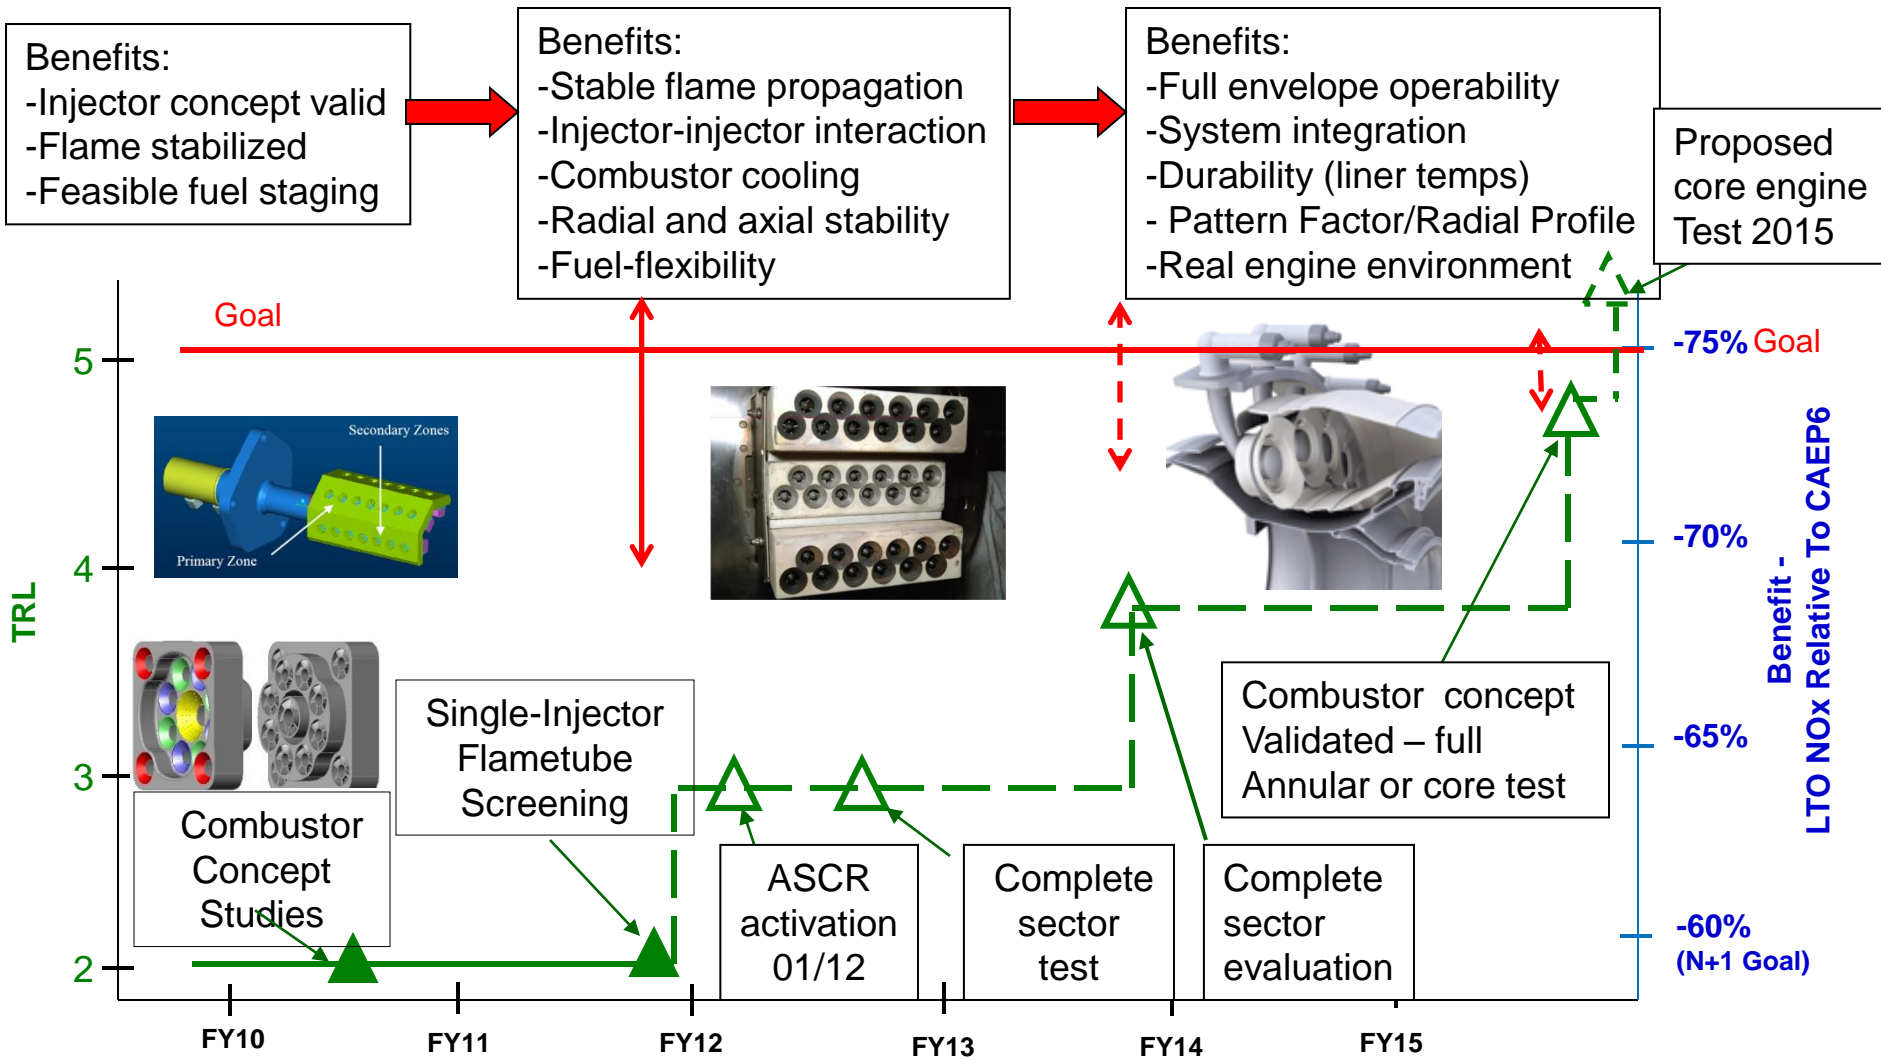 Benefits:
-Injector concept valid
-Flame stabilized
-Feasible fuel staging
Benefits:
-Stable flame propagation
-Injector-injector interaction
-Combustor cooling
-Radial and axial stability
-Fuel-flexibility
Benefits:
-Full envelope operability
-System integration
-Durability (liner temps)
- Pattern Factor/Radial Profile
-Real engine environment
Proposed
core engine
Test 2015
Goal
5
4
3
2
TRL
-75% Goal
-70%
-65%
-60%
(N+1 Goal)
Benefit -
LTO NOx Relative To CAEP6
Secondary Zones
Primary Zone
Combustor
Concept
Studies
Single-Injector
Flametube
Screening
ASCR
activation
01/12
Complete
sector
test
Complete
sector
evaluation
Combustor concept
Validated – full
Annular or core test
FY10
FY11
FY12
FY13
FY14
FY15